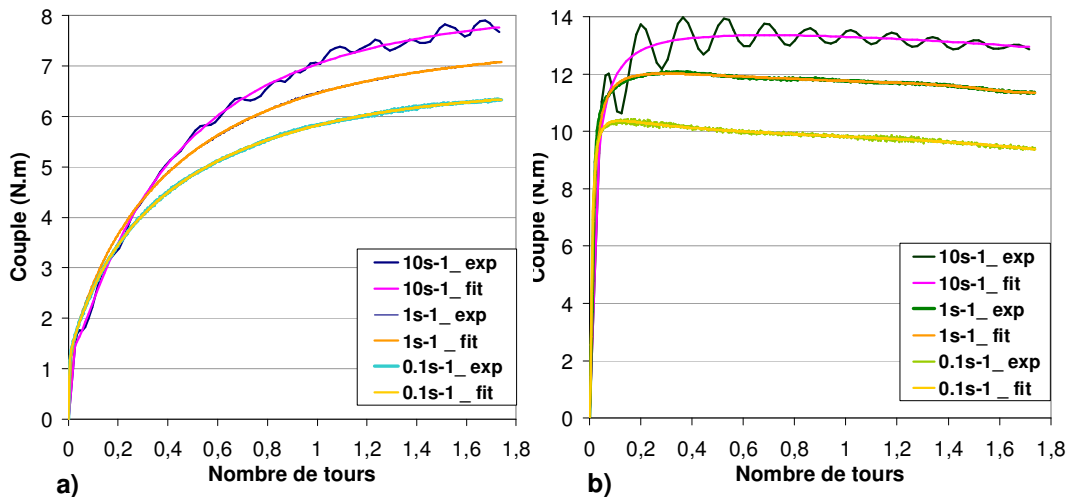 8
7
6
5
4
3
2
1
0
Couple (N.m)
10s-1_ exp
10s-1_ fit
1s-1_ exp
1s-1_ fit
0.1s-1_ exp
0.1s-1 _ fit
0 0,2 0,4 0,6 0,8 1 1,2 1,4 1,6 1,8
Nombre de tours
a)
14
12
10
8
6
4
2
0
Couple (N.m)
10s-1_ exp
10s-1_ fit
1s-1_ exp
1s-1_ fit
0.1s-1_ exp
0.1s-1 _ fit
0 0,2 0,4 0,6 0,8 1 1,2 1,4 1,6 1,8
Nombre de tours
b)